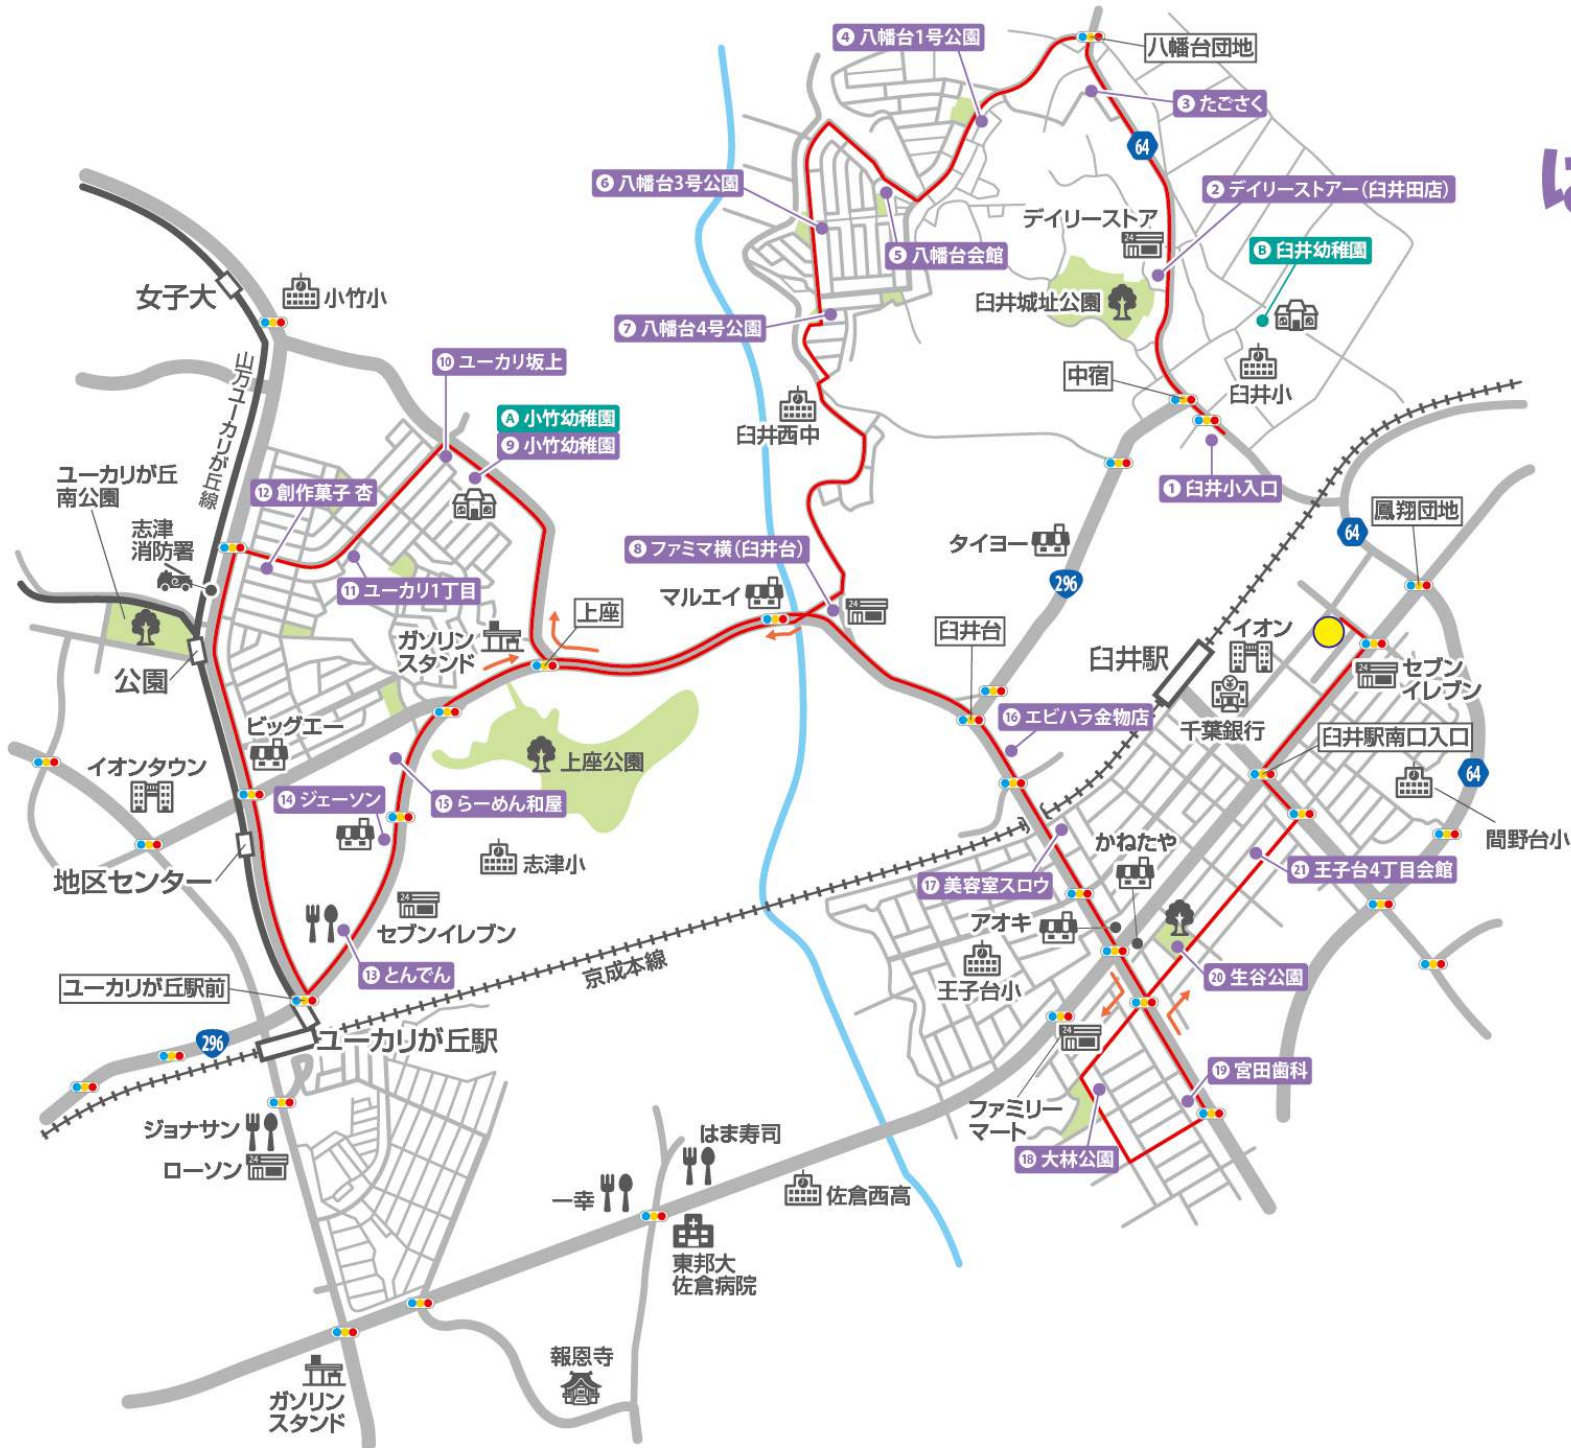 ④ 八幡台1号公園
八幡台団地
③ たごさく
64
⑥ 八幡台3号公園
② デイリーストアー(臼井田店)
デイリーストア
24
Ⓑ 臼井幼稚園
⑤ 八幡台会館
臼井城址公園
⑦ 八幡台4号公園
女子大
小竹小
山万ユーカリが丘線
⑩ ユーカリ坂上
Ⓐ 小竹幼稚園
⑨ 小竹幼稚園
中宿
臼井小
臼井西中
① 臼井小入口
ユーカリが丘
南公園
⑫ 創作菓子 杏
志津
消防署
⑪ ユーカリ1丁目
⑧ ファミマ横(臼井台)
24
マルエイ
タイヨー
296
鳳翔団地
64
ガソリン
スタンド
上座
臼井台
臼井駅
イオン
24
セブン
イレブン
公園
ビッグエー
⑯ エビハラ金物店
千葉銀行
臼井駅南口入口
上座公園
イオンタウン
⑭ ジェーソン
⑮ らーめん和屋
64
間野台小
志津小
かねたや
㉑ 王子台4丁目会館
地区センター
⑰ 美容室スロウ
24
セブンイレブン
アオキ
⑬ とんでん
京成本線
王子台小
⑳ 生谷公園
ユーカリが丘駅前
296
ユーカリが丘駅
24
ファミリー
マート
⑲ 宮田歯科
⑱ 大林公園
ジョナサン
24
ローソン
はま寿司
一幸
佐倉西高
東邦大
佐倉病院
報恩寺
ガソリン
スタンド